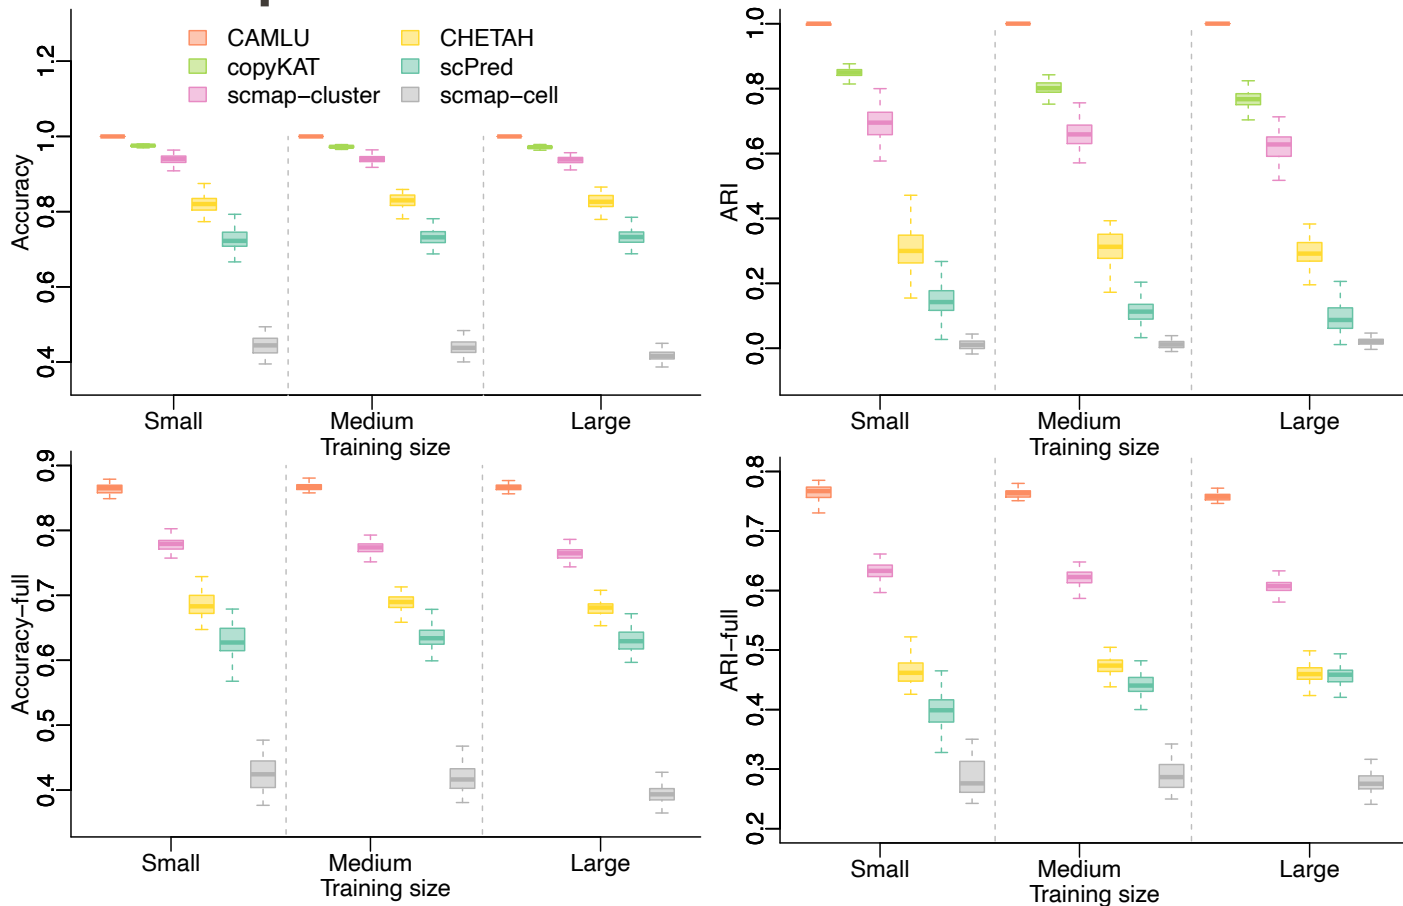 CAMLU
copyKAT
scmap−cluster
CHETAH
scPred
scmap−cell
Accuracy
0.4 0.6 0.8 1.0 1.2
Small Medium Large
Training size
ARI
0.0 0.2 0.4 0.6 0.8 1.0
Small Medium Large
Training size
Accuracy−full
0.4 0.5 0.6 0.7 0.8 0.9
Small Medium Large
Training size
ARI−full
0.2 0.3 0.4 0.5 0.6 0.7 0.8
Small Medium Large
Training size